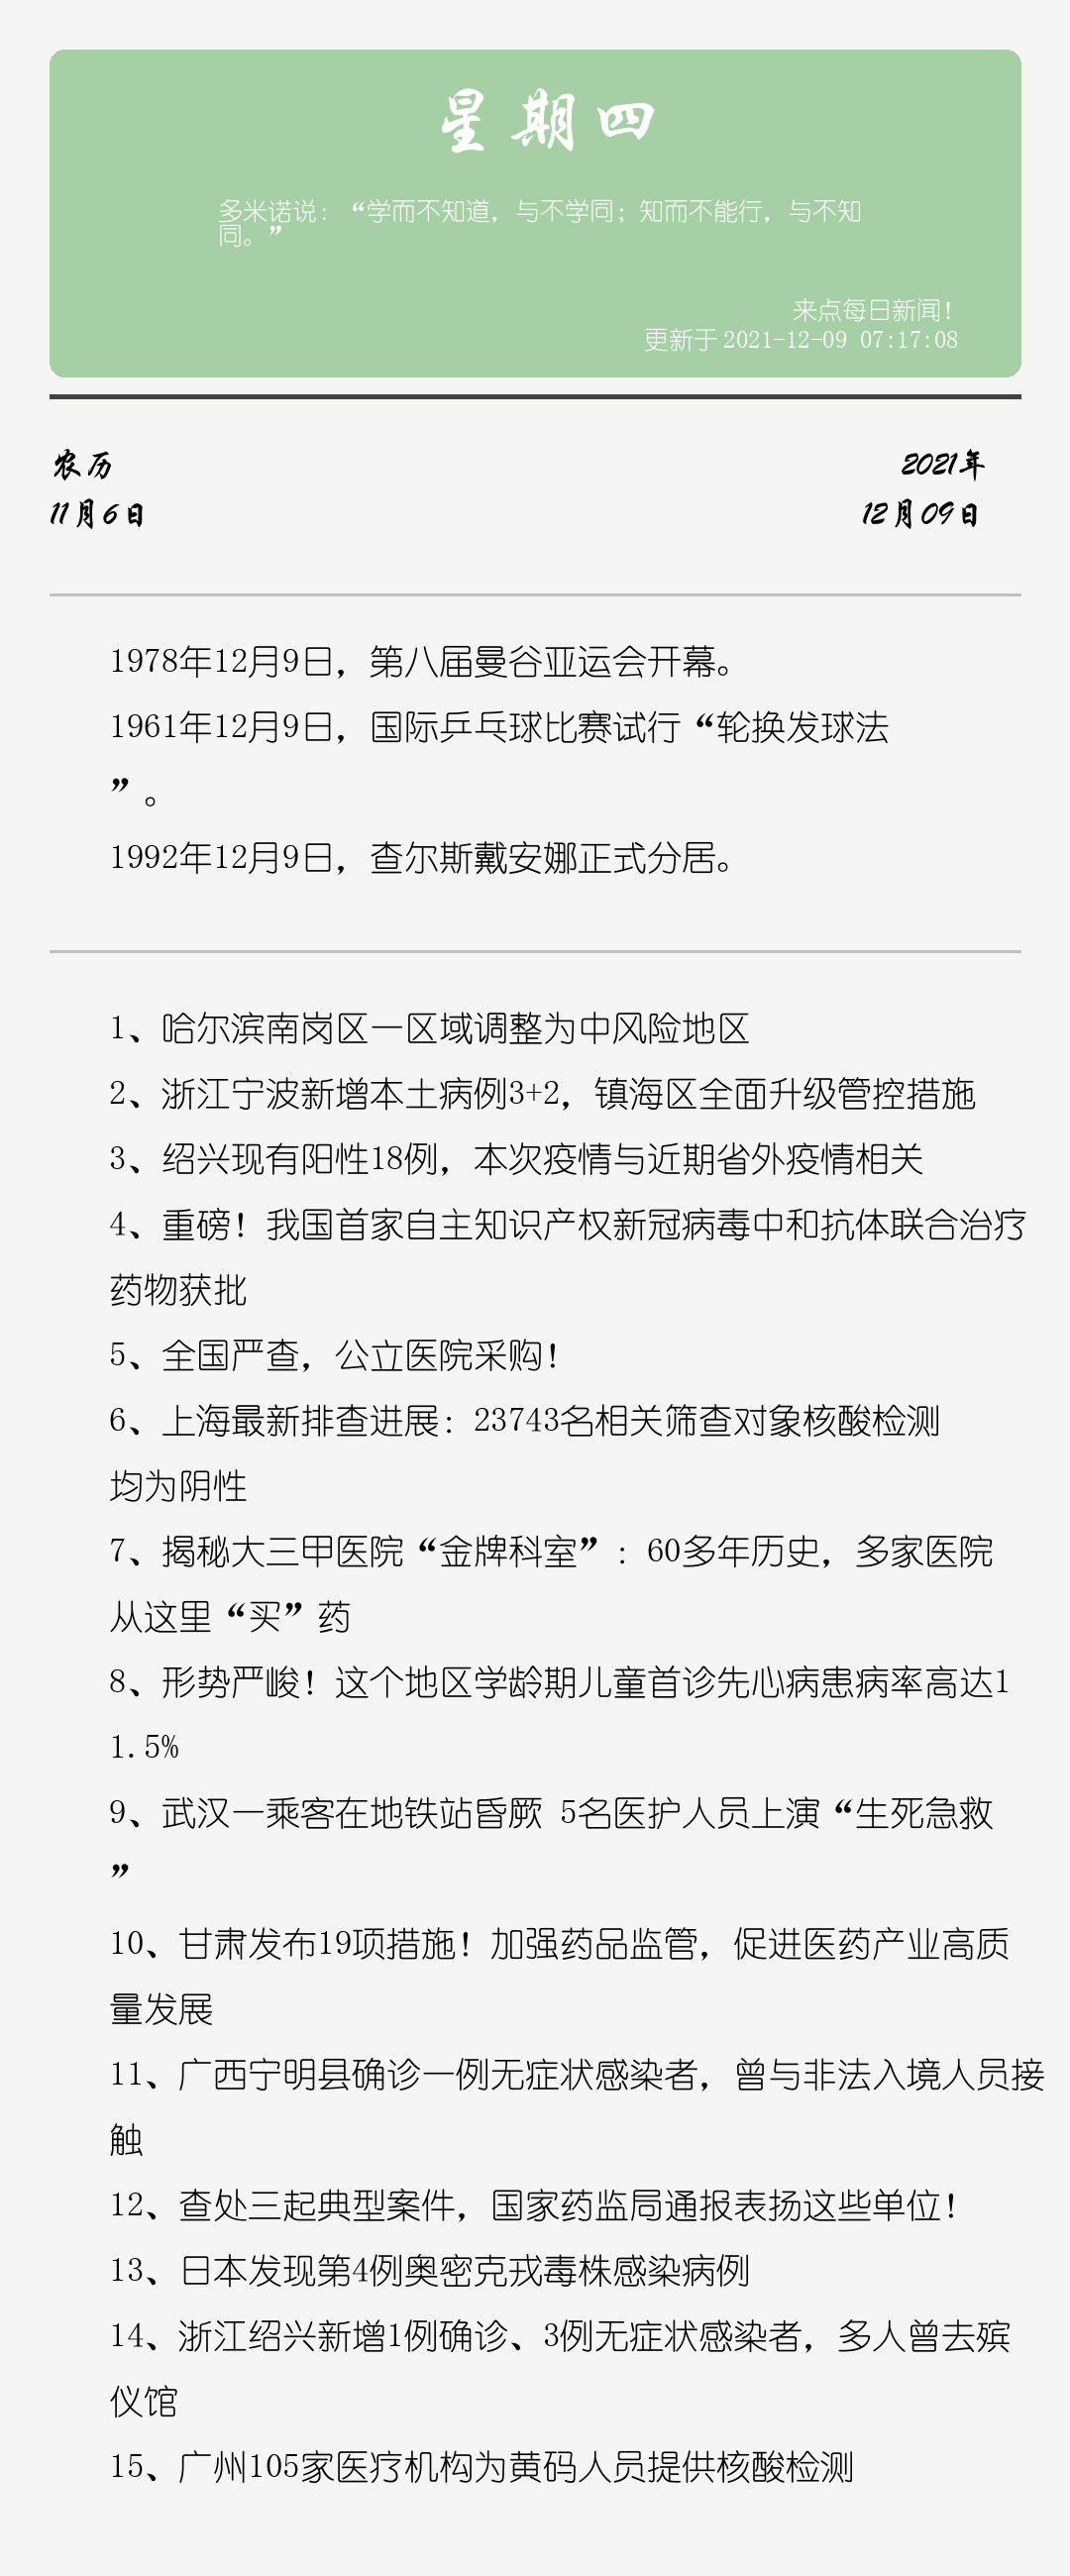 星期四
多米诺说：“学而不知道，与不学同；知而不能行，与不知
同。”
来点每日新闻！
更新于2021-12-09 07:17:08
农历
2021年
11月6日
12月09日
1978年12月9日，第八届曼谷亚运会开幕。
1961年12月9日，国际乒乓球比赛试行“轮换发球法
”。
1992年12月9日，查尔斯戴安娜正式分居。
1、哈尔滨南岗区一区域调整为中风险地区
2、浙江宁波新增本土病例3+2，镇海区全面升级管控措施
3、绍兴现有阳性18例，本次疫情与近期省外疫情相关
4、重磅！我国首家自主知识产权新冠病毒中和抗体联合治疗
药物获批
5、全国严查，公立医院采购！
6、上海最新排查进展：23743名相关筛查对象核酸检测
均为阴性
7、揭秘大三甲医院“金牌科室”：60多年历史，多家医院
从这里“买”药
8、形势严峻！这个地区学龄期儿童首诊先心病患病率高达1
1.5%
9、武汉一乘客在地铁站昏厥 5名医护人员上演“生死急救
”
10、甘肃发布19项措施！加强药品监管，促进医药产业高质
量发展
11、广西宁明县确诊一例无症状感染者，曾与非法入境人员接
触
12、查处三起典型案件，国家药监局通报表扬这些单位！
13、日本发现第4例奥密克戎毒株感染病例
14、浙江绍兴新增1例确诊、3例无症状感染者，多人曾去殡
仪馆
15、广州105家医疗机构为黄码人员提供核酸检测